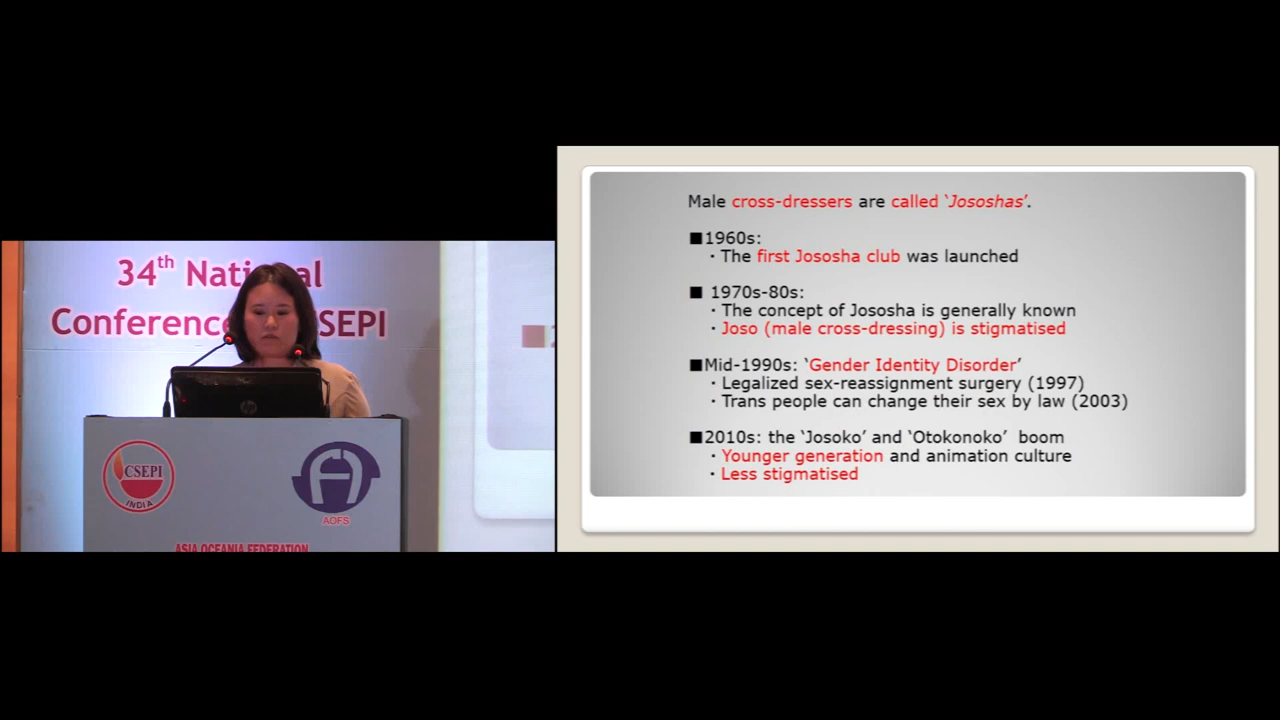 34th National
Conference CSEPI
CSEPI
INDIA
AOFS
ASIA OCEANIA FEDERATION
hp
Male cross-dressers are called ‘Jososhas’.
■1960s:
・The first Jososha club was launched
■ 1970s-80s:
・The concept of Jososha is generally known
・Joso (male cross-dressing) is stigmatised
■Mid-1990s: ‘Gender Identity Disorder’
・Legalized sex-reassignment surgery (1997)
・Trans people can change their sex by law (2003)
■2010s: the ‘Josoko’ and ‘Otokonoko’ boom
・Younger generation and animation culture
・Less stigmatised